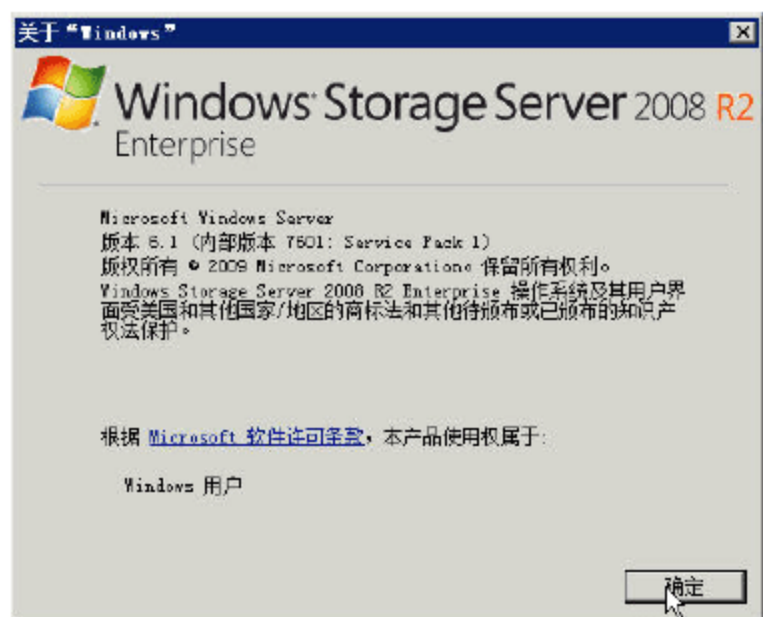 关于“Windows”
Windows Storage Server 2008 R2
Enterprise
Microsoft Windows Server
版本 6.1 (内部版本 7601: Service Pack 1)
版权所有 © 2009 Microsoft Corporation。保留所有权利。
Windows Storage Server 2008 R2 Enterprise 操作系统及其用户界
面受美国和其他国家/地区的商标法和其他待颁布或已颁布的知识产
权法保护。
根据 Microsoft 软件许可条款，本产品使用权属于:
Windows 用户
确定